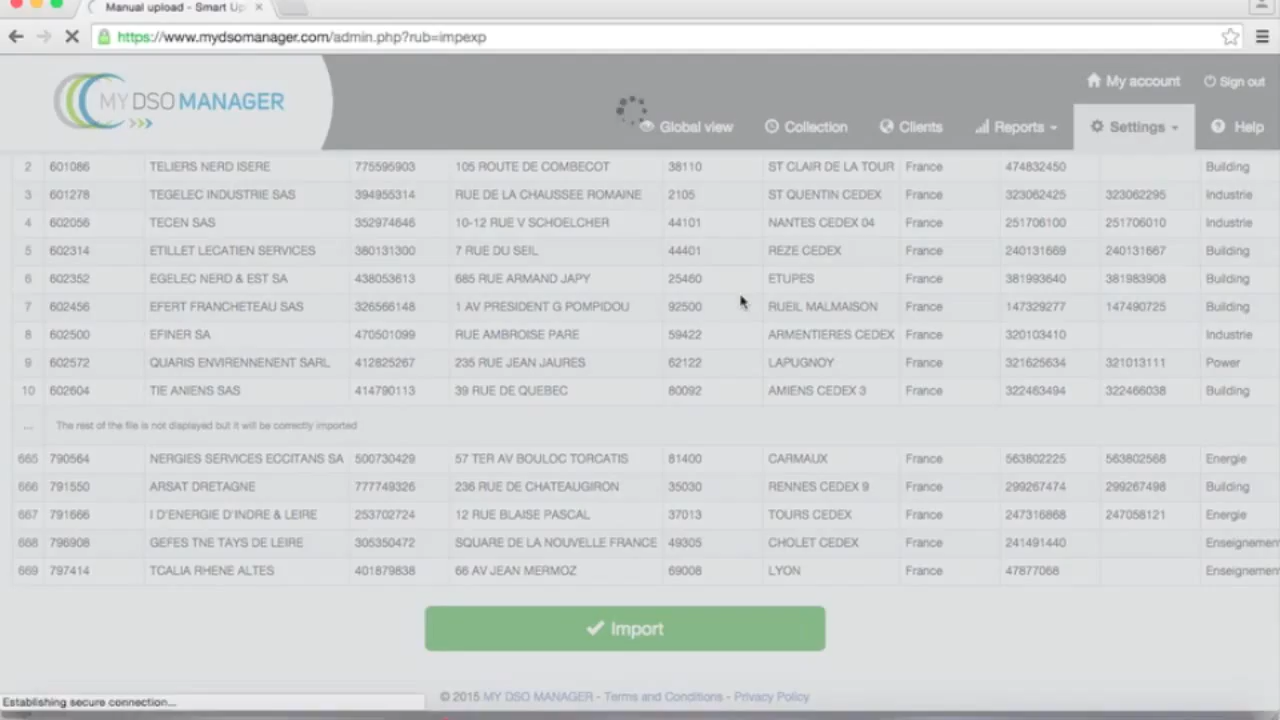 Manual upload - Smart Up
https://www.mydsomanager.com/admin.php?rub=impexp
My account Sign out
MY DSO MANAGER
Global view Collection Clients Reports Settings Help
2 601086 TELIERS NERD ISERE 775595903 105 ROUTE DE COMBECOT 38110 ST CLAIR DE LA TOUR France 474832450 Building
3 601278 TEGELEC INDUSTRIE SAS 394955314 RUE DE LA CHAUSSEE ROMAINE 2105 ST QUENTIN CEDEX France 323062425 323062295 Industrie
4 602056 TECEN SAS 352974646 10-12 RUE V SCHOELCHER 44101 NANTES CEDEX 04 France 251706100 251706010 Industrie
5 602314 ETILLET LECATIEN SERVICES 360131300 7 RUE DU SEIL 44401 REZE CEDEX France 240131669 240131667 Building
6 602352 EGELEC NERD & EST SA 438053613 685 RUE ARMAND JAPY 25460 ETUPES France 381993640 381983908 Building
7 602456 EFERT FRANCHETEAU SAS 326566148 1 AV PRESIDENT G POMPIDOU 92500 RUEIL MALMAISON France 147329277 147490725 Building
8 602500 EFINER SA 470501099 RUE AMBROISE PARE 59422 ARMENTIERES CEDEX France 320103410 Industrie
9 602572 QUARIS ENVIRENNENENT SARL 412825267 235 RUE JEAN JAURES 62122 LAPUGNOY France 321625634 321013111 Power
10 602604 TIE ANIENS SAS 414790113 39 RUE DE QUEBEC 80092 AMIENS CEDEX 3 France 322463494 322466038 Building
... The rest of the file is not displayed but it will be correctly imported
665 790564 NERGIES SERVICES ECCITANS SA 500730429 57 TER AV BOULOC TORCATIS 81400 CARMAUX France 563802225 563802568 Energie
666 791550 ARSAT DRETAGNE 777749326 236 RUE DE CHATEAUGIRON 35030 RENNES CEDEX 9 France 299267474 299267498 Building
667 791666 I D'ENERGIE D'INDRE & LEIRE 253702724 12 RUE BLAISE PASCAL 37013 TOURS CEDEX France 247316868 247058121 Energie
668 796908 GEFES TNE TAYS DE LEIRE 305350472 SQUARE DE LA NOUVELLE FRANCE 49305 CHOLET CEDEX France 241491440 Enseignemen
669 797414 TCALIA RHENE ALTES 401879838 66 AV JEAN MERMOZ 69008 LYON France 47877068 Enseignemen
Import
© 2015 MY DSO MANAGER - Terms and Conditions - Privacy Policy
Establishing secure connection...